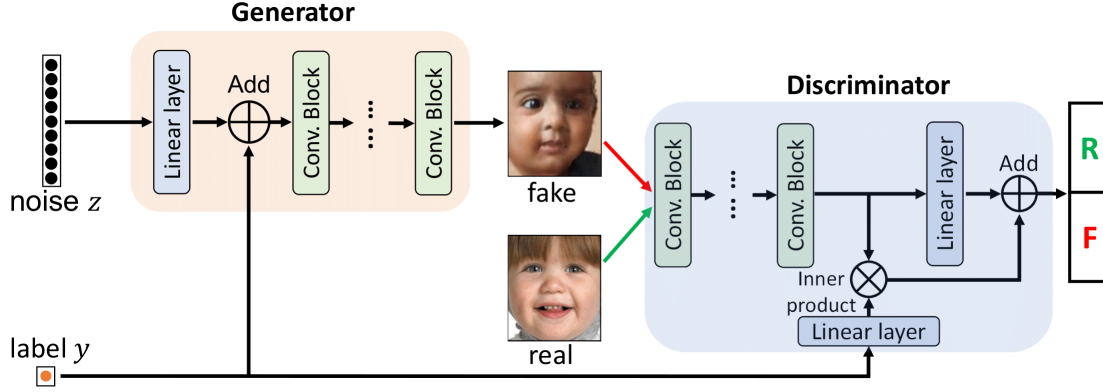 Generator
Linear layer
Add
Conv. Block
... ...
Conv. Block
noise z
fake
real
label y
Discriminator
Conv. Block
... ...
Conv. Block
Linear layer
Add
Inner
product
Linear layer
R
F